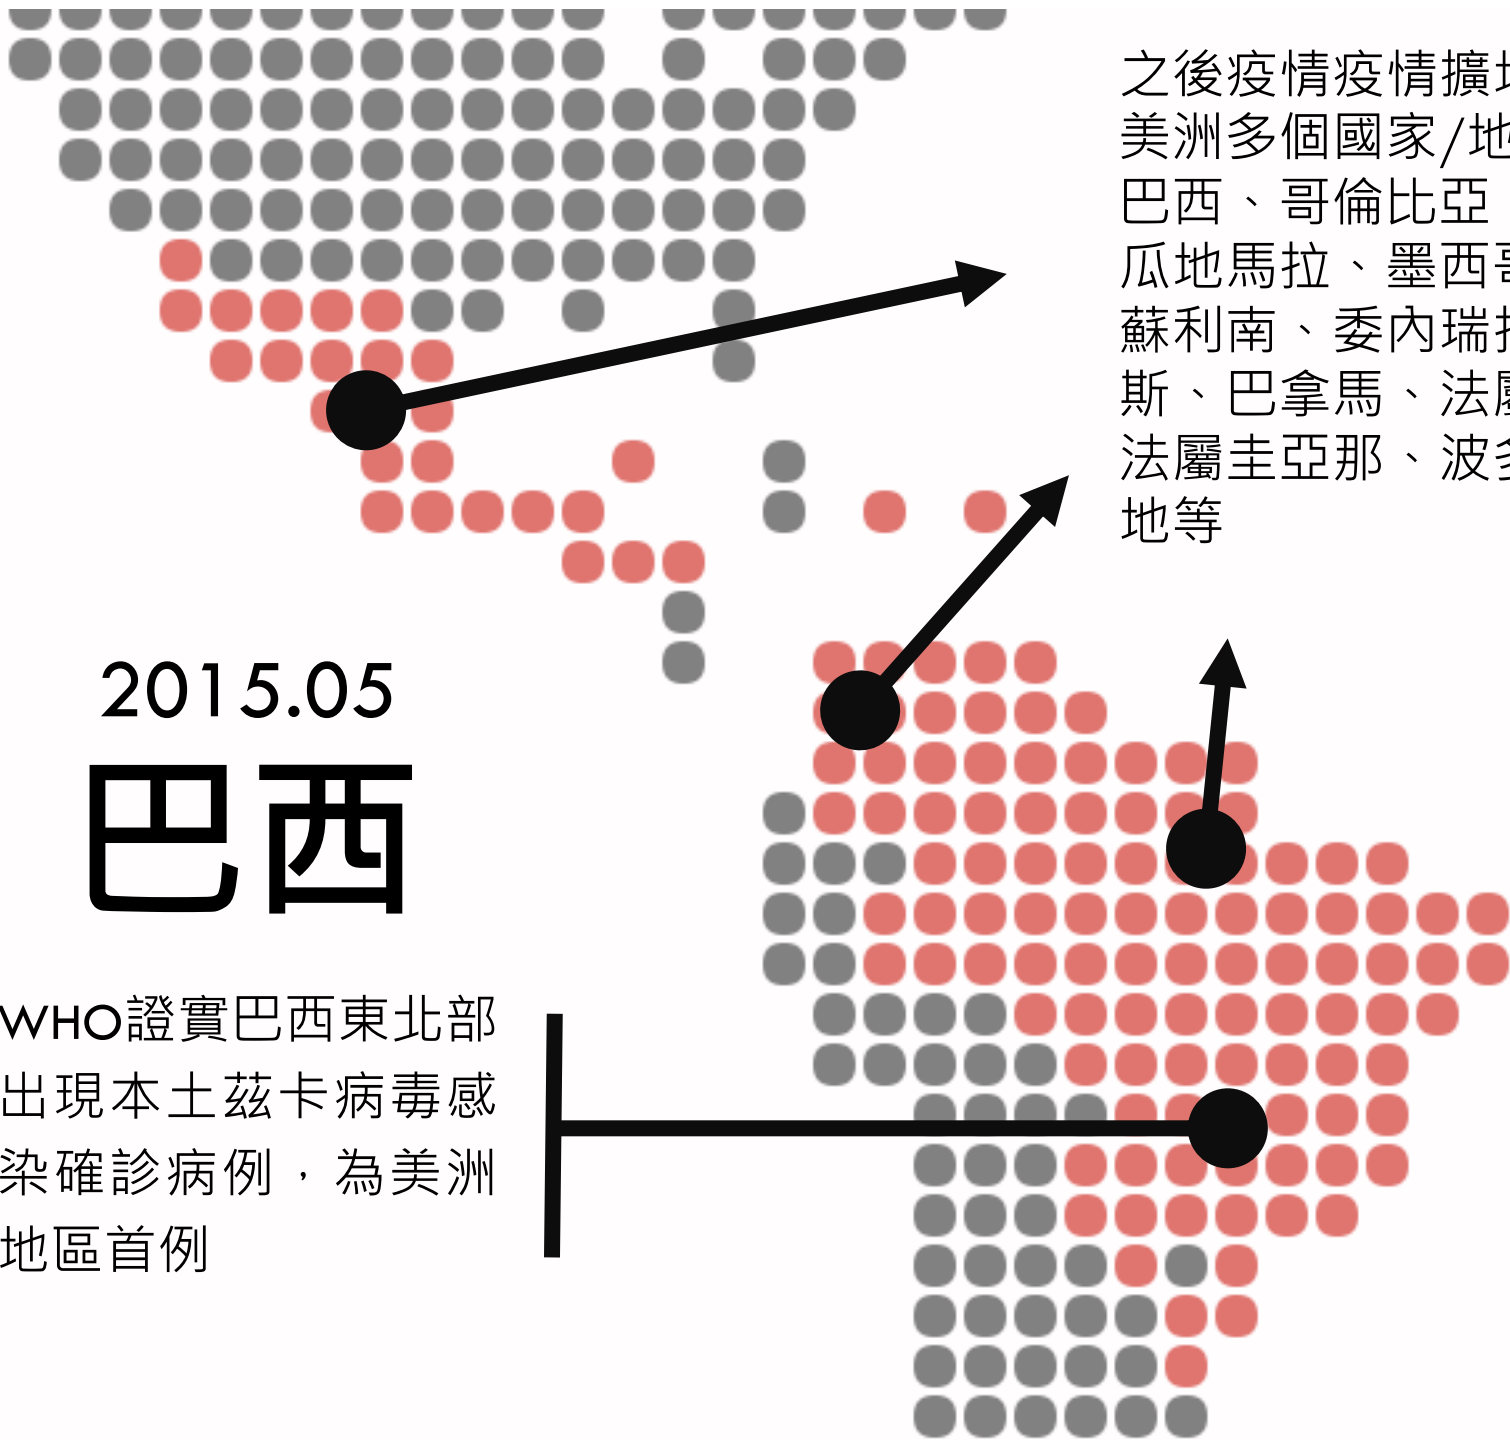 之後疫情疫情擴
美洲多個國家/地
巴西、哥倫比亞
瓜地馬拉、墨西哥
蘇利南、委內瑞
斯、巴拿馬、法屬
法屬圭亞那、波多
地等
2015.05
巴西
WHO證實巴西東北部
出現本土茲卡病毒感
染確診病例，為美洲
地區首例